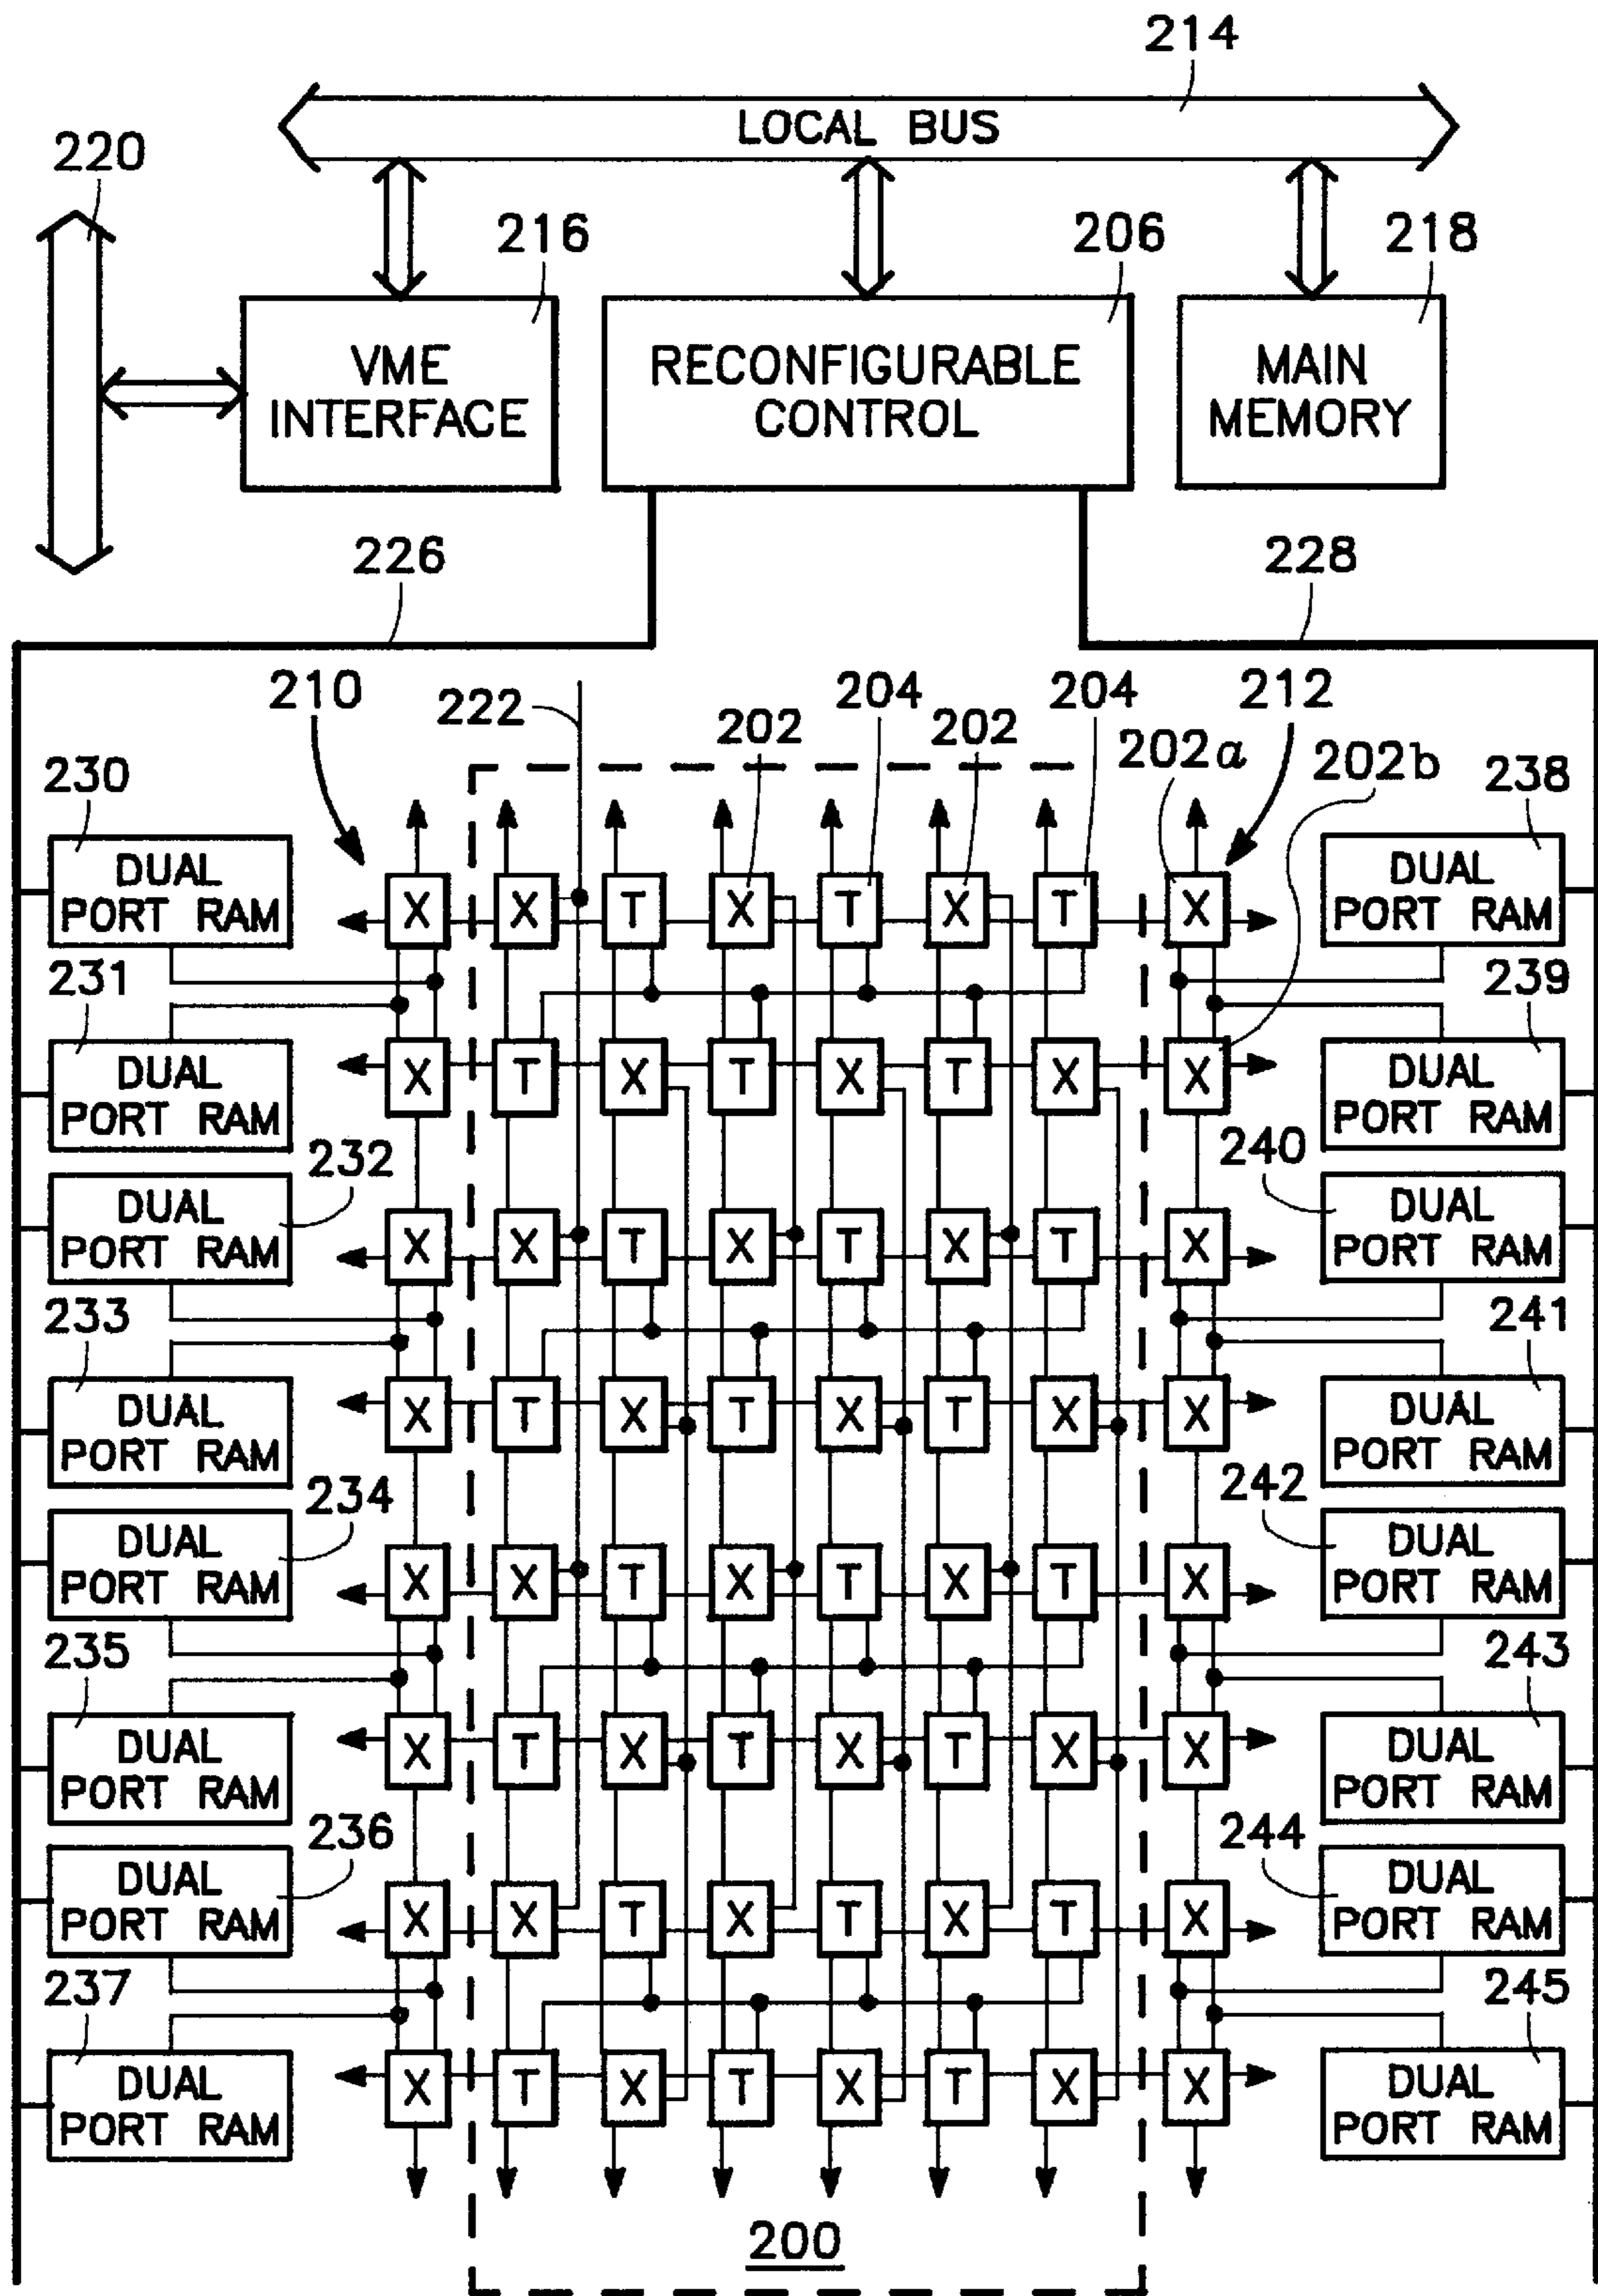 214
LOCAL BUS
220
216
206
218
VME
INTERFACE
RECONFIGURABLE
CONTROL
MAIN
MEMORY
226
228
210
222
202
204
202
204
202a
212
202b
230
238
DUAL
PORT RAM
X X T X T X T X
DUAL
PORT RAM
231
239
DUAL
PORT RAM
X T X T X T X X
DUAL
PORT RAM
232
240
DUAL
PORT RAM
X X T X T X T X
DUAL
PORT RAM
233
241
DUAL
PORT RAM
X T X T X T X X
DUAL
PORT RAM
234
242
DUAL
PORT RAM
X X T X T X T X
DUAL
PORT RAM
235
243
DUAL
PORT RAM
X T X T X T X X
DUAL
PORT RAM
236
244
DUAL
PORT RAM
X X T X T X T X
DUAL
PORT RAM
237
245
DUAL
PORT RAM
X T X T X T X X
DUAL
PORT RAM
200